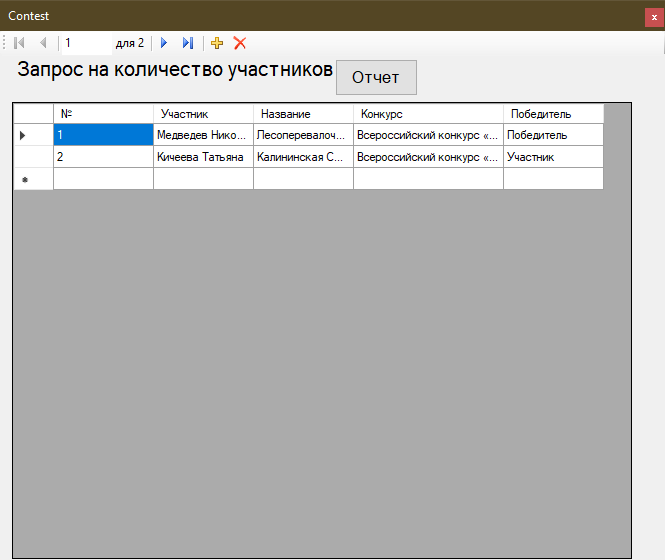 Contest
1 для 2
Запрос на количество участников Отчет
№ Участник Название Конкурс Победитель
1 Медведев Нико... Лесоперевалоч... Всероссийский конкурс «... Победитель
2 Кичеева Татьяна Калининская С... Всероссийский конкурс «... Участник